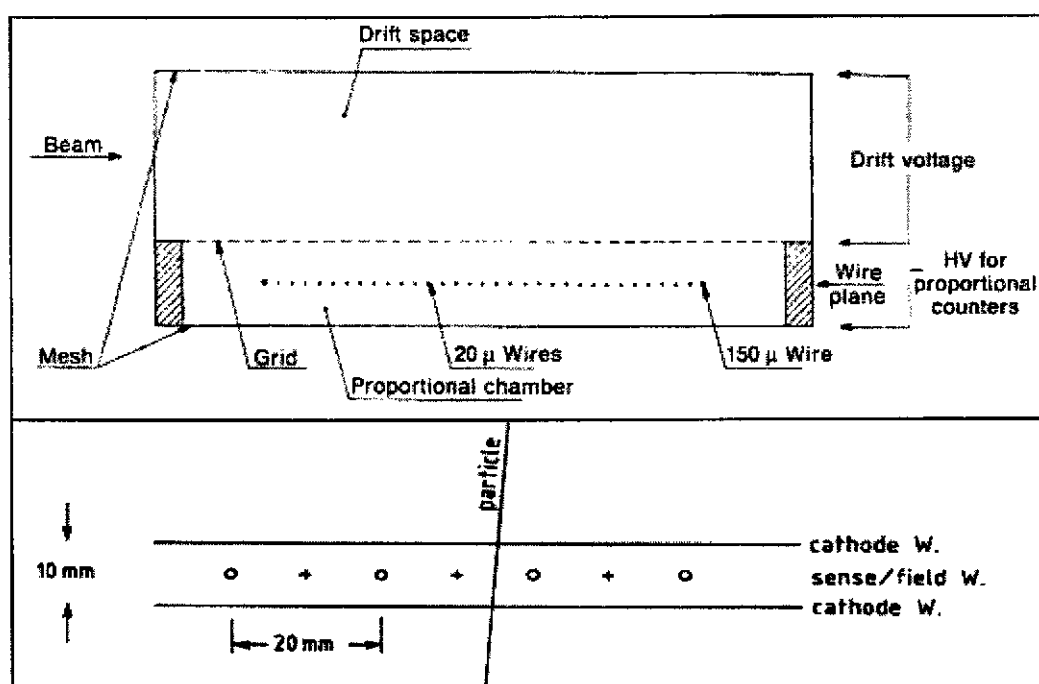 Drift space
Beam
Drift voltage
Wire
plane
HV for
proportional
counters
Mesh
Grid
20 μ Wires
150 μ Wire
Proportional chamber
particle
cathode W.
10 mm
sense/field W.
cathode W.
20 mm